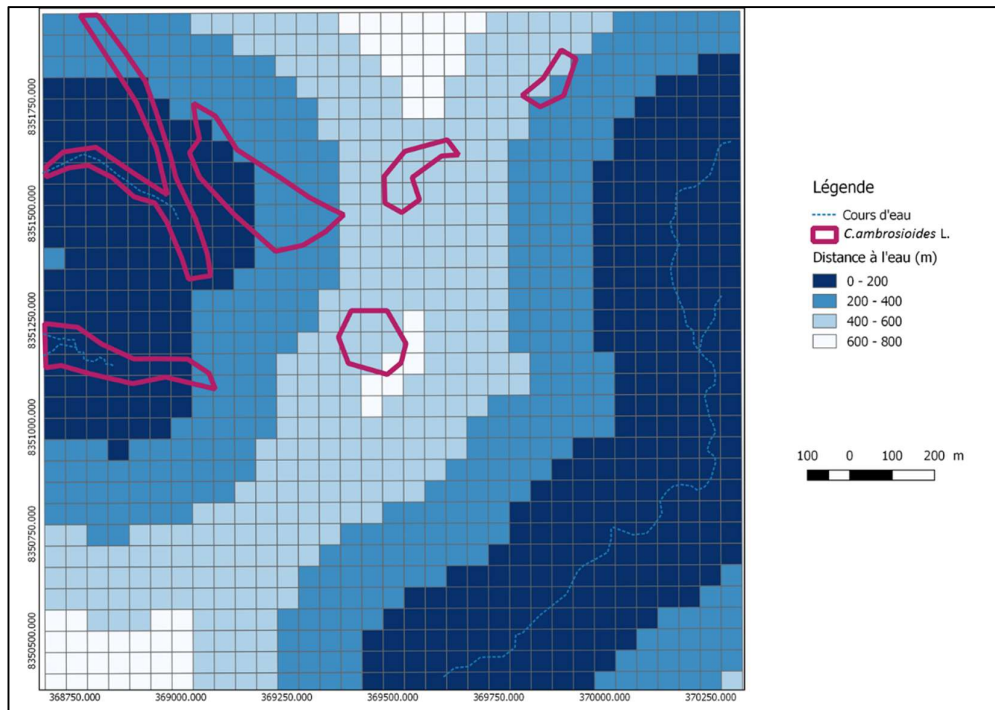 8351750.000
8351500.000
8351250.000
8351000.000
8350750.000
8350500.000
368750.000
369000.000
369250.000
369500.000
369750.000
370000.000
370250.000
Légende
Cours d'eau
C.ambrosioides L.
Distance à l'eau (m)
0 - 200
200 - 400
400 - 600
600 - 800
100 0 100 200 m